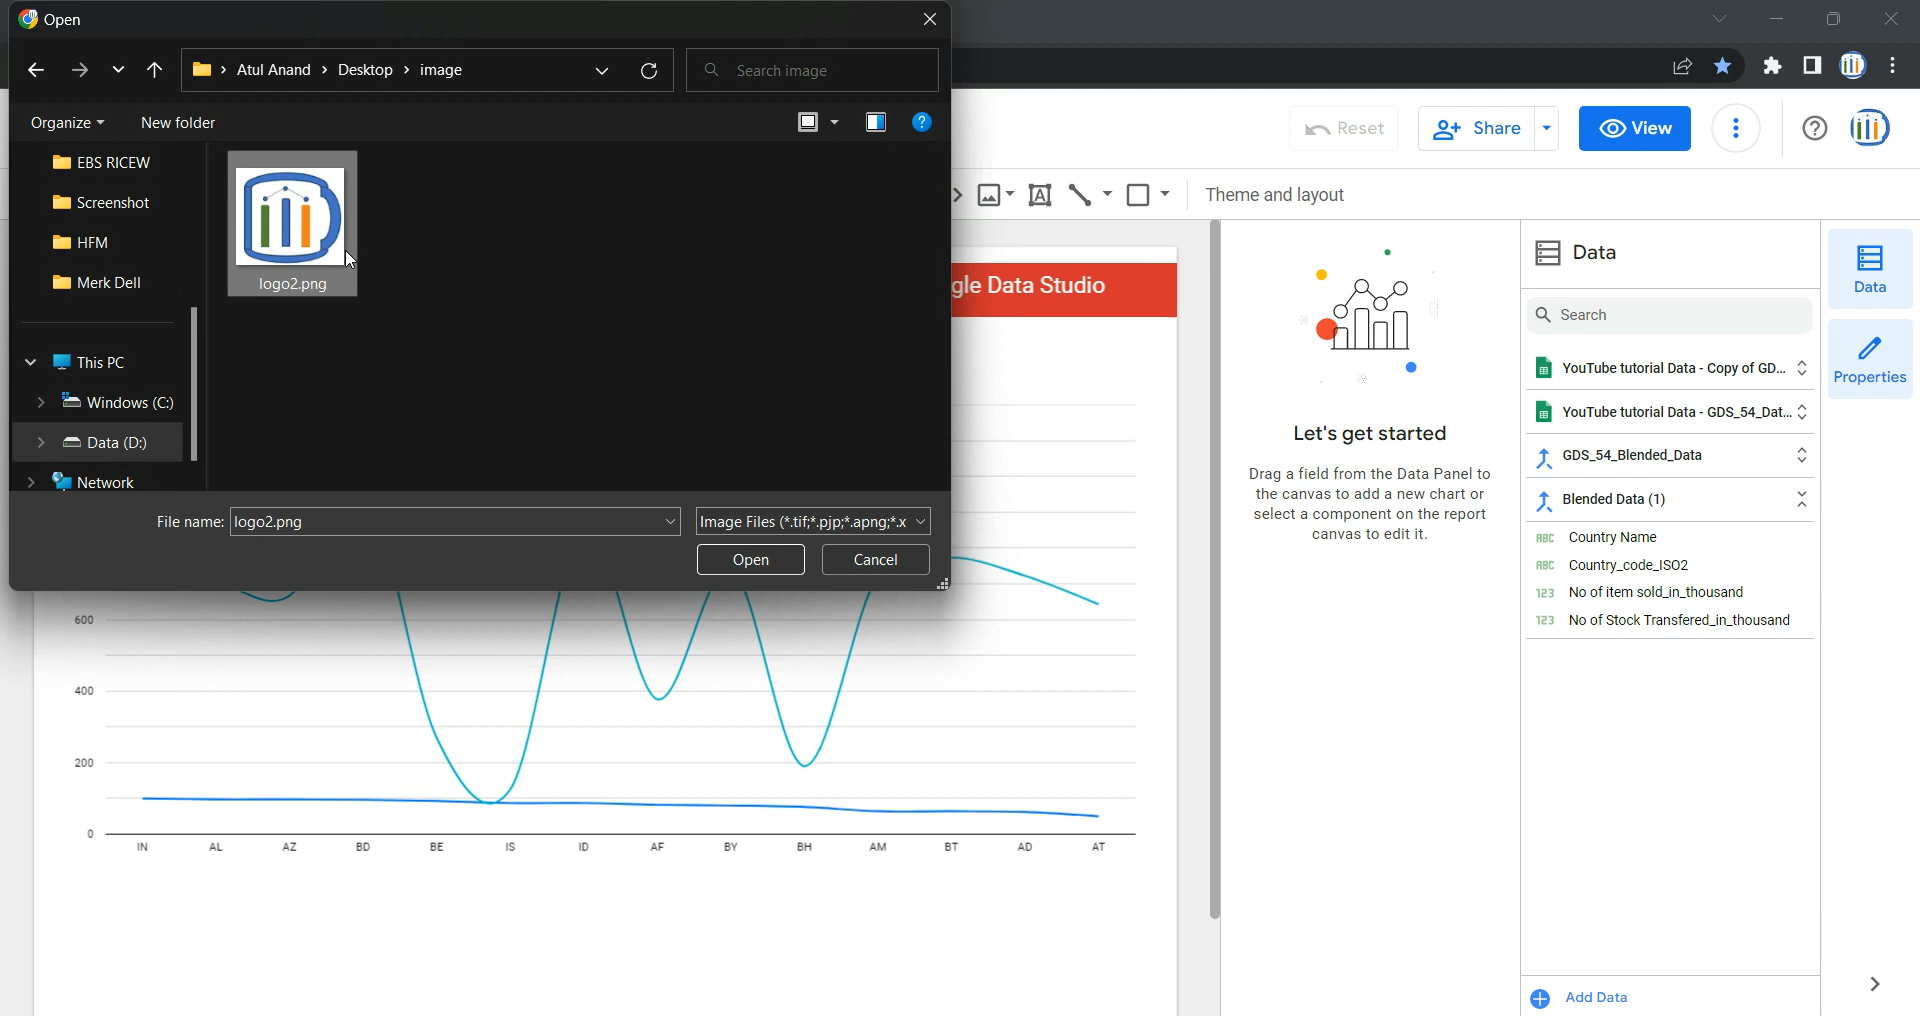 Open
Atul Anand
Desktop
image
Search image
Organize
New folder
EBS RICEW
Screenshot
HFM
Merk Dell
This PC
Windows (C:)
Data (D:)
Network
logo2.png
File name:
logo2.png
Image Files (*.tif;*.pjp;*.apng;*.x
Open
Cancel
Reset
Share
View
Theme and layout
gle Data Studio
600
400
200
0
IN AL AZ BD BE IS ID AF BY BH AM BT AD AT
Let's get started
Drag a field from the Data Panel to
the canvas to add a new chart or
select a component on the report
canvas to edit it.
Data
Search
YouTube tutorial Data - Copy of GD...
YouTube tutorial Data - GDS_54_Dat...
GDS_54_Blended_Data
Blended Data (1)
ABC Country Name
ABC Country_code_ISO2
123 No of item sold_in_thousand
123 No of Stock Transfered_in_thousand
Add Data
Data
Properties